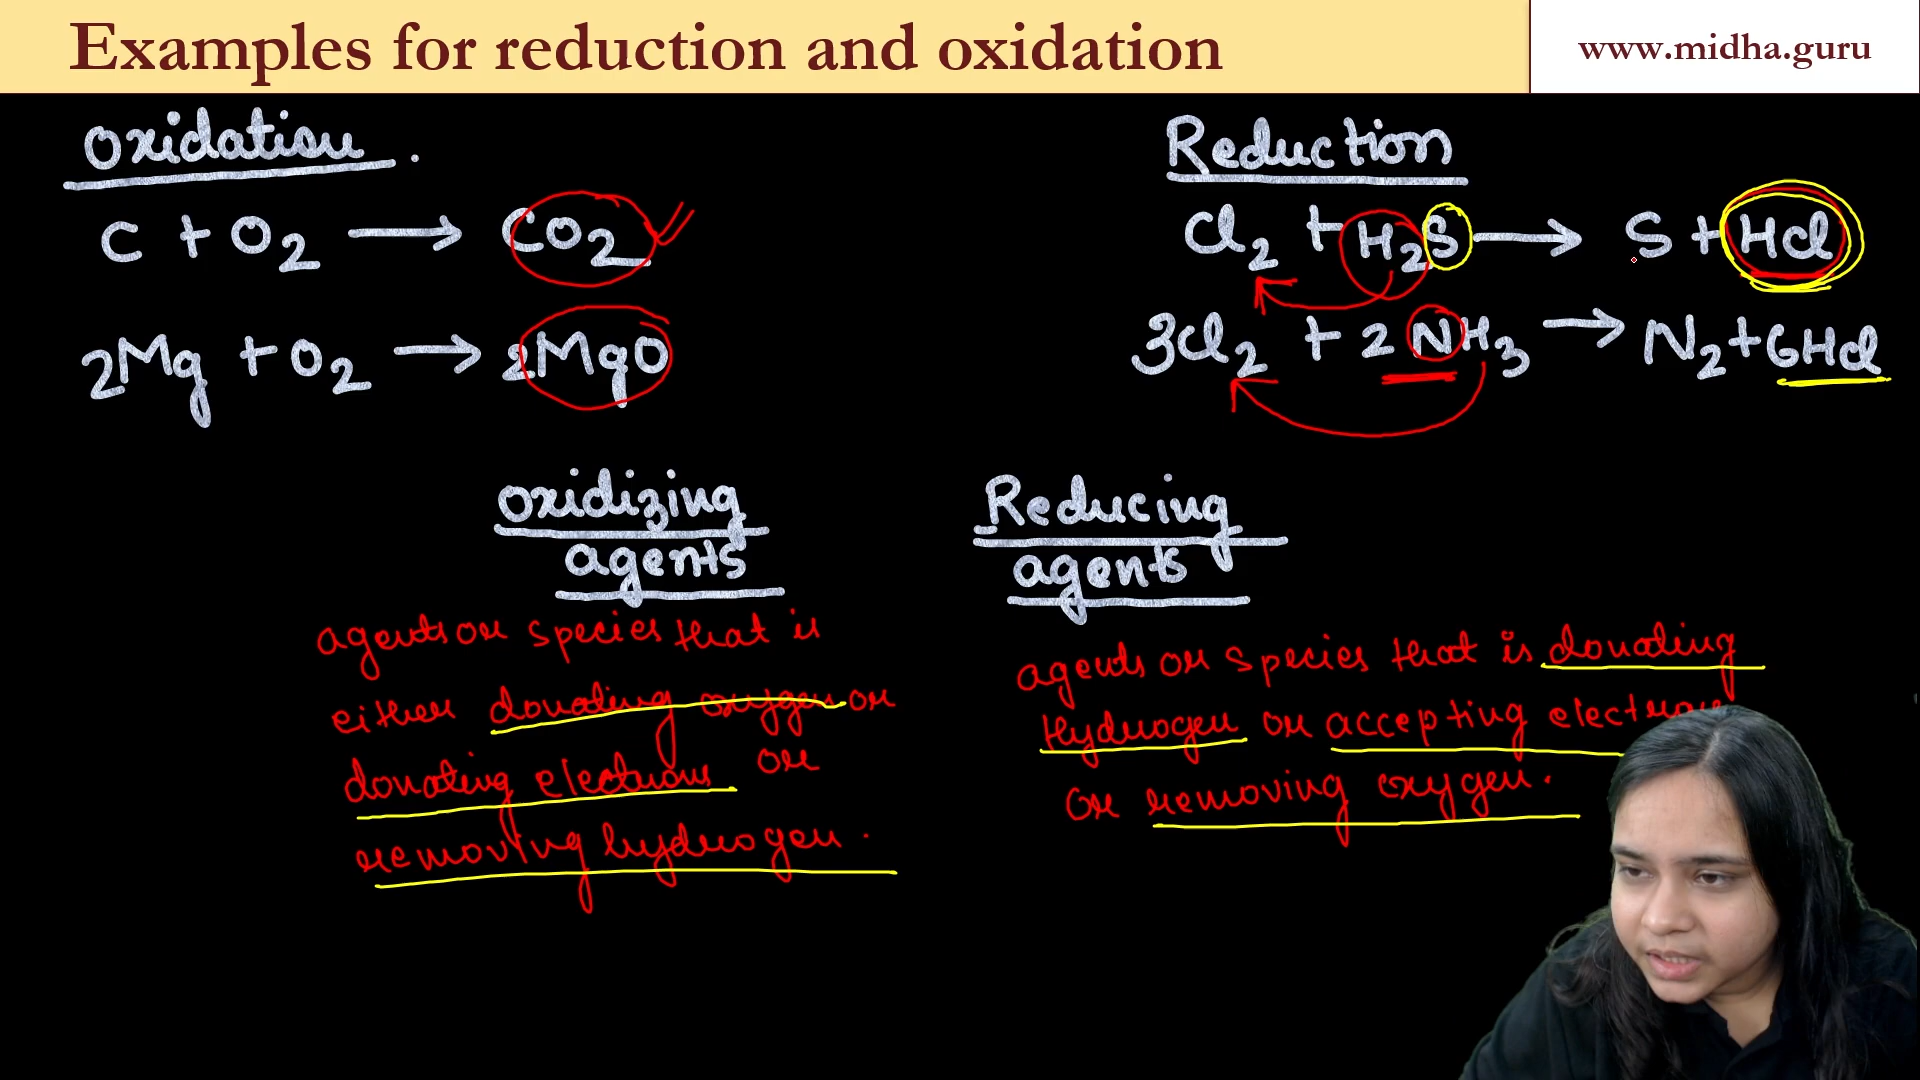 Examples for reduction and oxidation
www.midha.guru
Oxidation.
C + O2 → CO2
2Mg + O2 → 2MgO
Reduction
Cl2 + H2S → S + HCl
3Cl2 + 2NH3 → N2 + 6HCl
Oxidizing
agents
agents or species that is
either donating oxygen or
donating electrons or
removing hydrogen.
Reducing
agents
agents or species that is donating
Hydrogen or accepting
or removing oxygen.